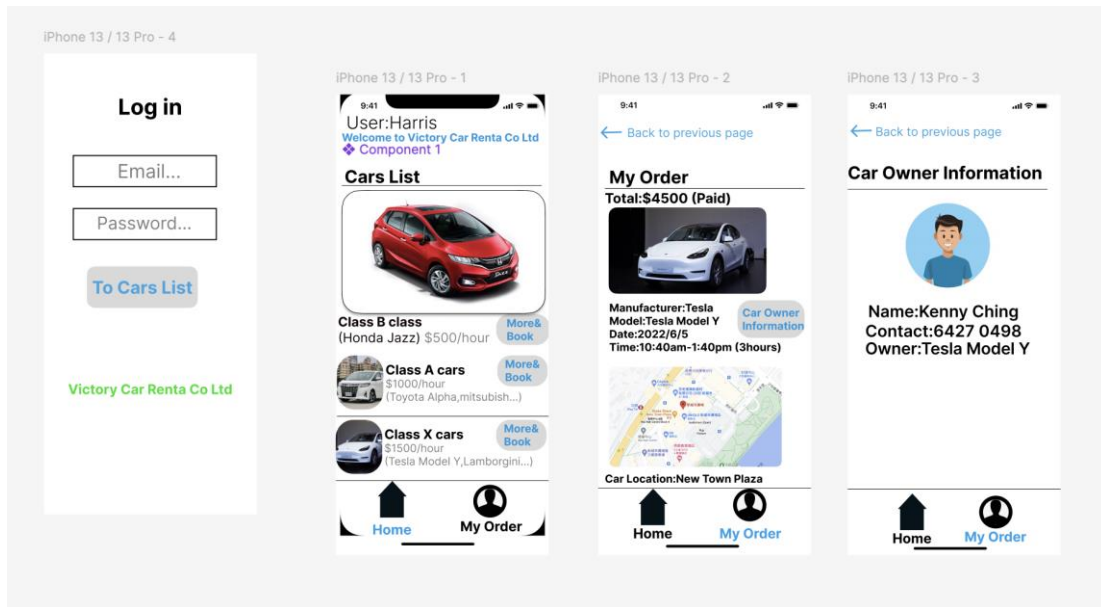 iPhone 13 / 13 Pro - 4
Log in
Email...
Password...
To Cars List
Victory Car Renta Co Ltd
iPhone 13 / 13 Pro - 1
9:41
User:Harris
Welcome to Victory Car Renta Co Ltd
Component 1
Cars List
Class B class
(Honda Jazz) $500/hour
More&
Book
Class A cars
$1000/hour
(Toyota Alpha,mitsubish...)
More&
Book
Class X cars
$1500/hour
(Tesla Model Y,Lamborgini...)
More&
Book
Home
My Order
iPhone 13 / 13 Pro - 2
9:41
Back to previous page
My Order
Total:$4500 (Paid)
Manufacturer:Tesla
Model:Tesla Model Y
Date:2022/6/5
Time:10:40am-1:40pm (3hours)
Car Owner
Information
Car Location:New Town Plaza
Home
My Order
iPhone 13 / 13 Pro - 3
9:41
Back to previous page
Car Owner Information
Name:Kenny Ching
Contact:6427 0498
Owner:Tesla Model Y
Home
My Order